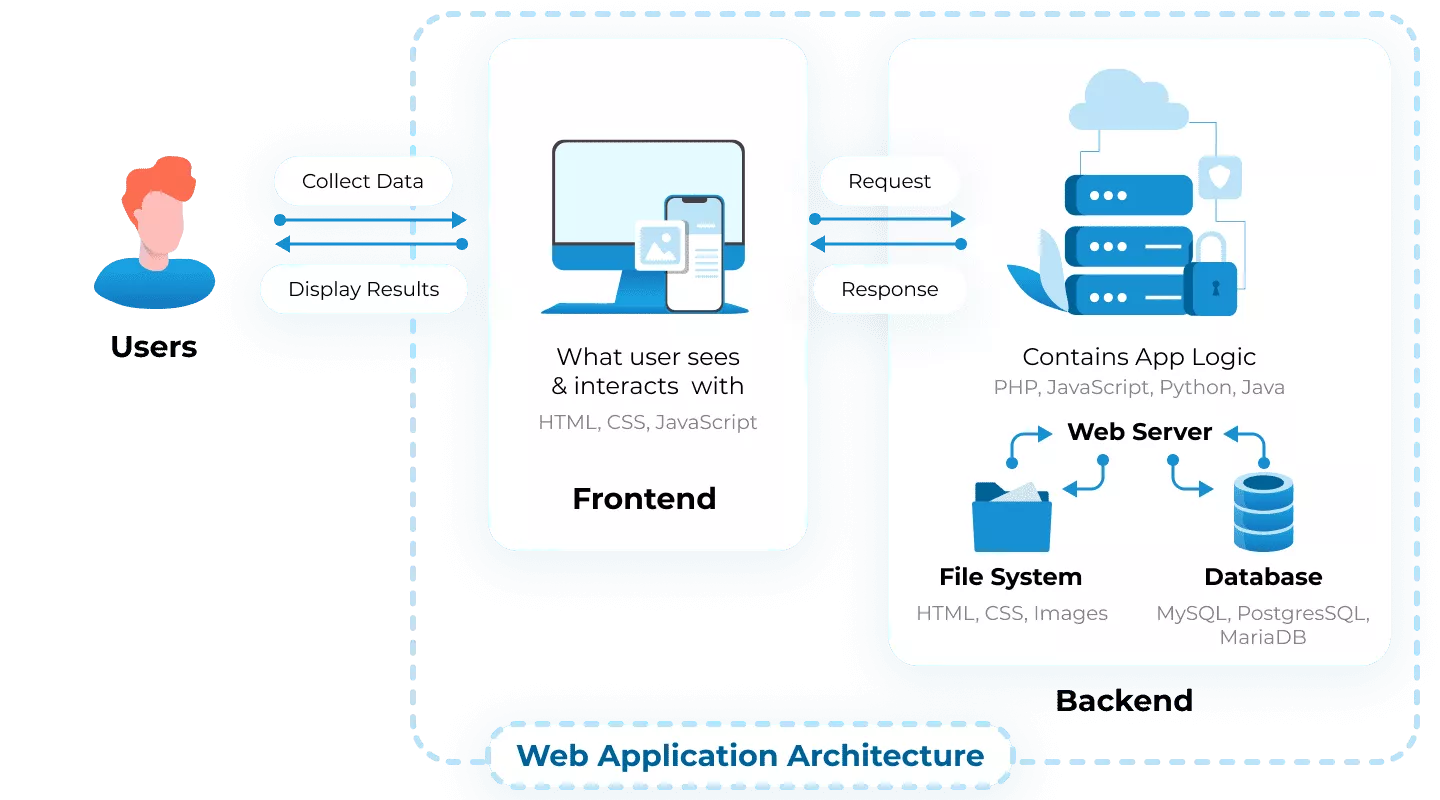 Collect Data
Display Results
Users
What user sees
& interacts with
HTML, CSS, JavaScript
Frontend
Request
Response
Contains App Logic
PHP, JavaScript, Python, Java
Web Server
File System
HTML, CSS, Images
Database
MySQL, PostgresSQL,
MariaDB
Backend
Web Application Architecture